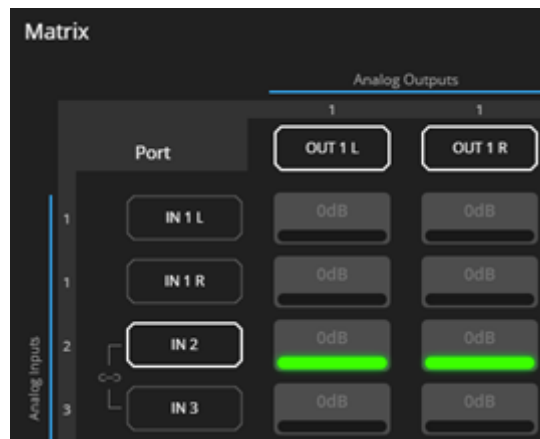 Matrix
Analog Outputs
1 1
Port OUT 1 L OUT 1 R
1 IN 1 L 0dB 0dB
1 IN 1 R 0dB 0dB
2 IN 2 0dB 0dB
3 IN 3 0dB 0dB
Analog Inputs